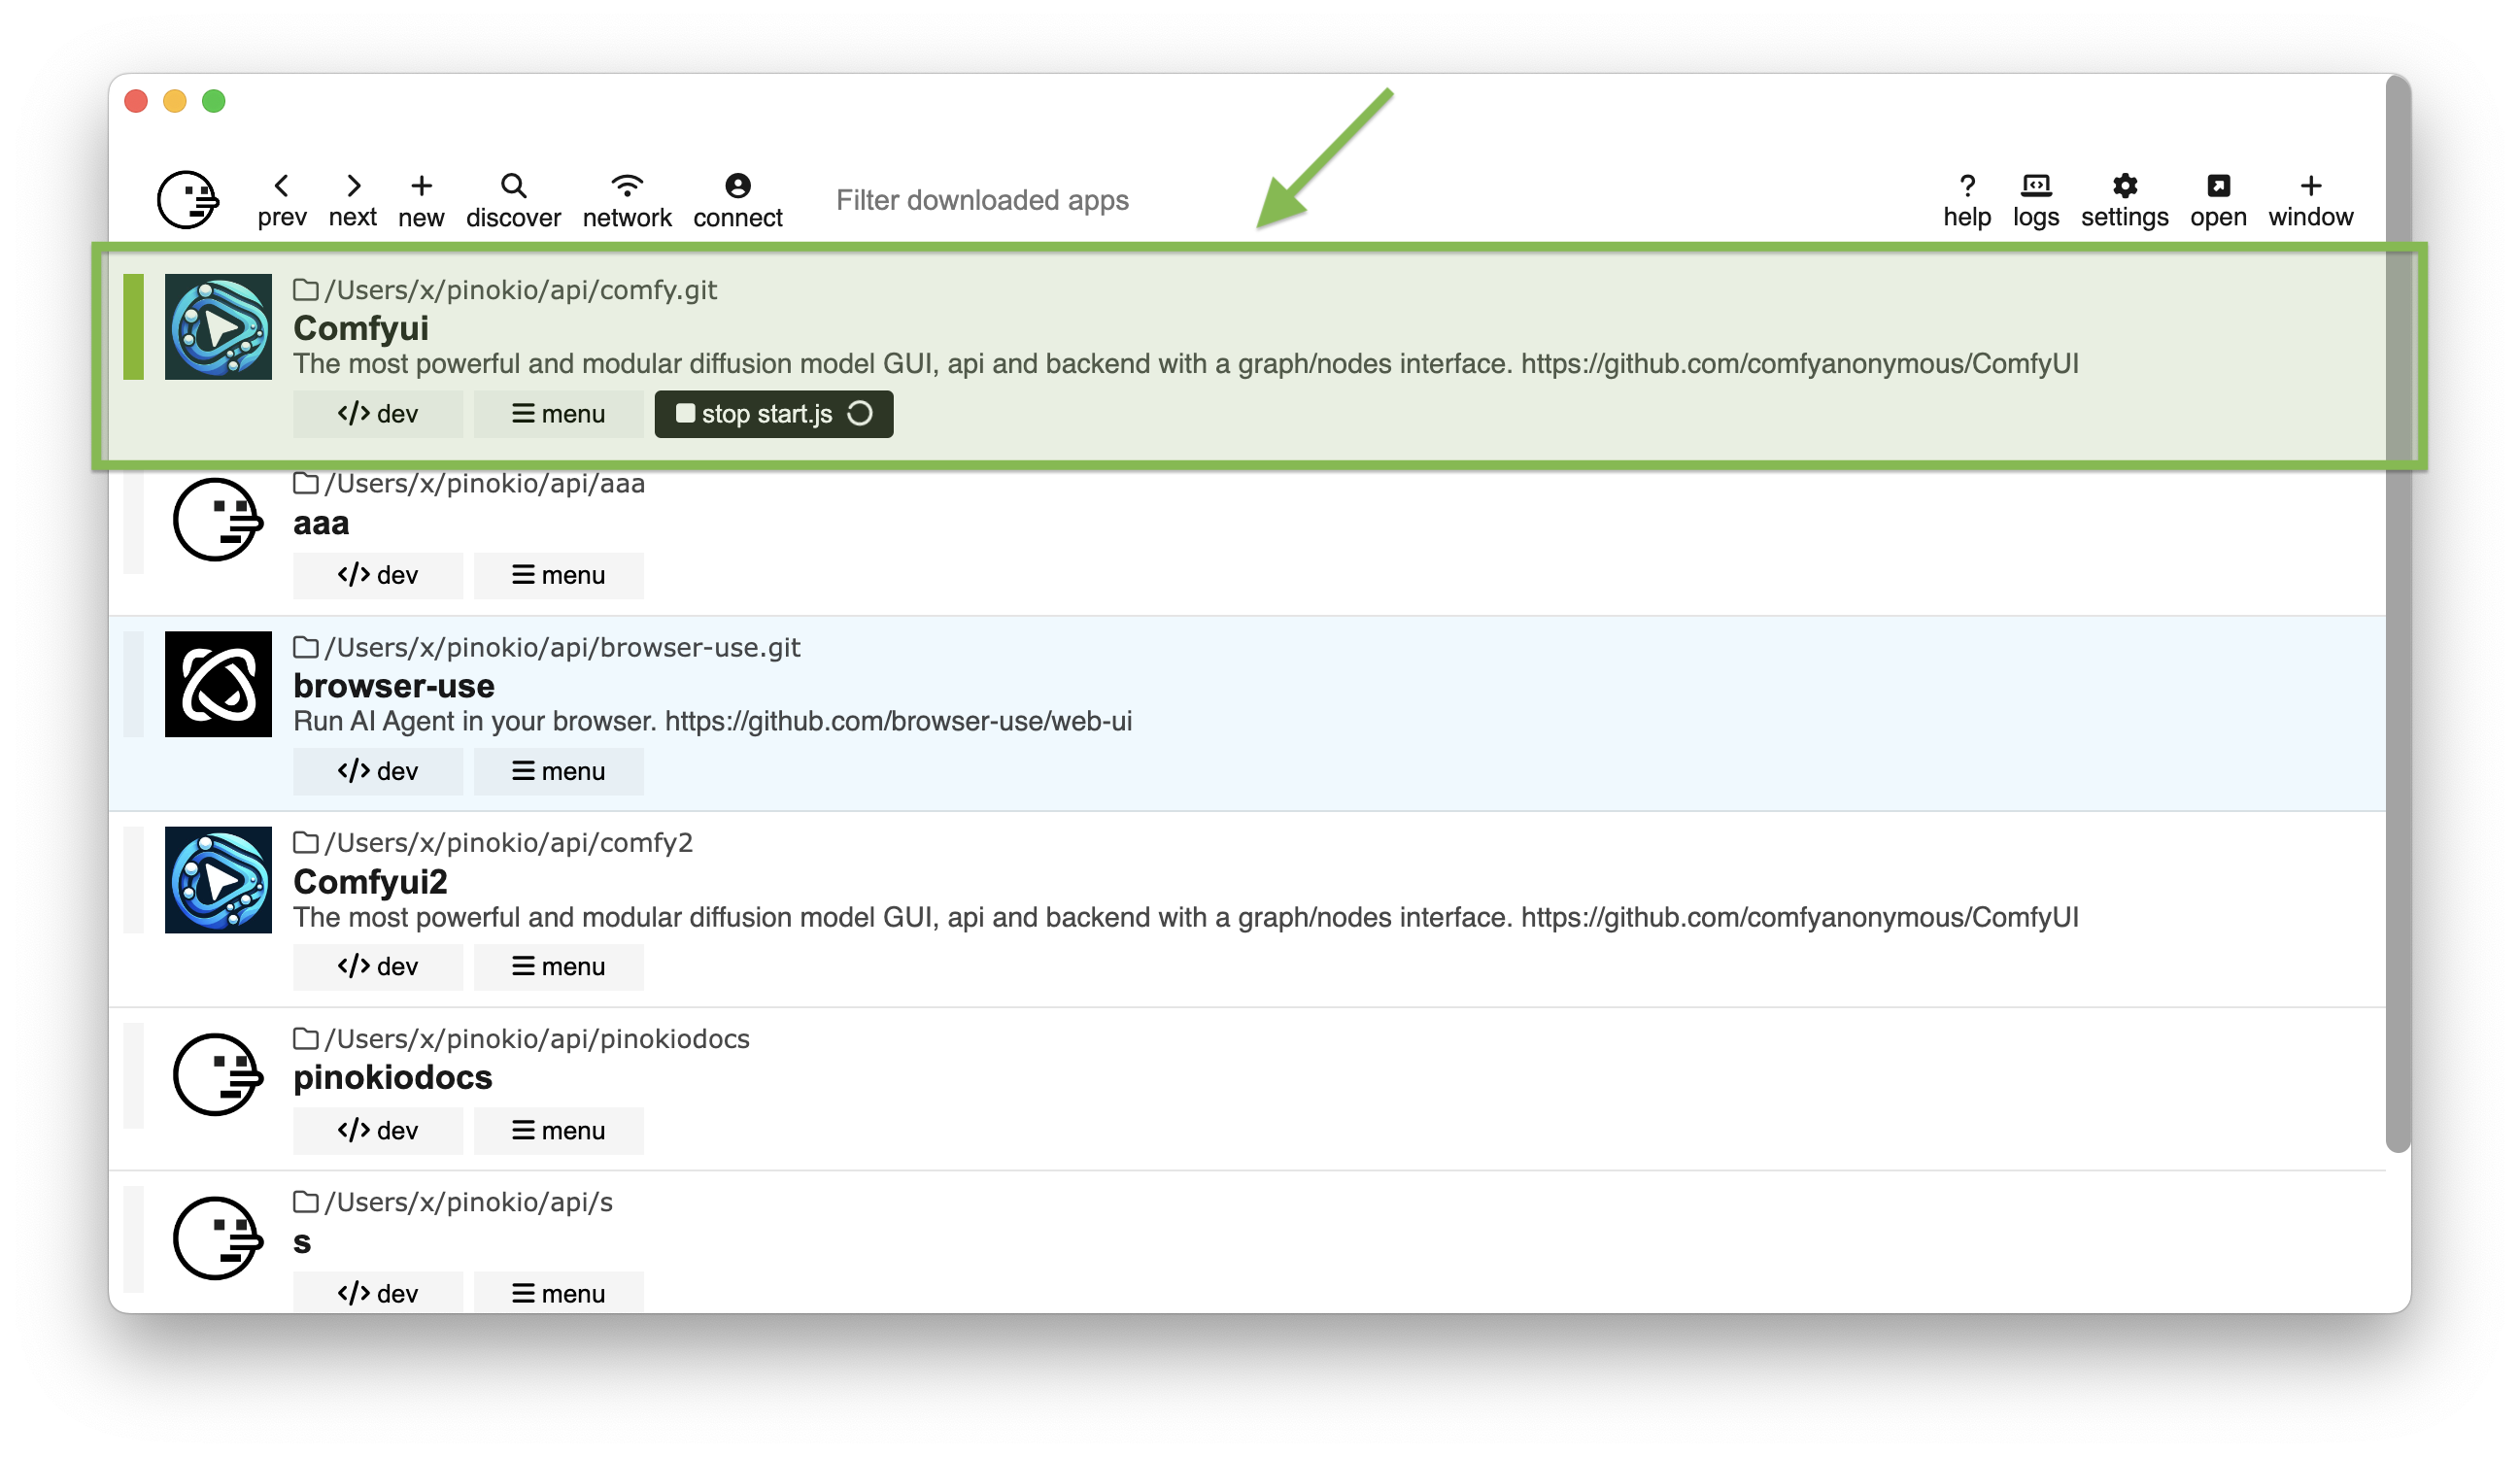 prev next new discover network connect Filter downloaded apps help logs settings open window
/Users/x/pinokio/api/comfy.git
Comfyui
The most powerful and modular diffusion model GUI, api and backend with a graph/nodes interface. https://github.com/comfyanonymous/ComfyUI
</> dev menu stop start.js
/Users/x/pinokio/api/aaa
aaa
</> dev menu
/Users/x/pinokio/api/browser-use.git
browser-use
Run AI Agent in your browser. https://github.com/browser-use/web-ui
</> dev menu
/Users/x/pinokio/api/comfy2
Comfyui2
The most powerful and modular diffusion model GUI, api and backend with a graph/nodes interface. https://github.com/comfyanonymous/ComfyUI
</> dev menu
/Users/x/pinokio/api/pinokiodocs
pinokiodocs
</> dev menu
/Users/x/pinokio/api/s
s
</> dev menu